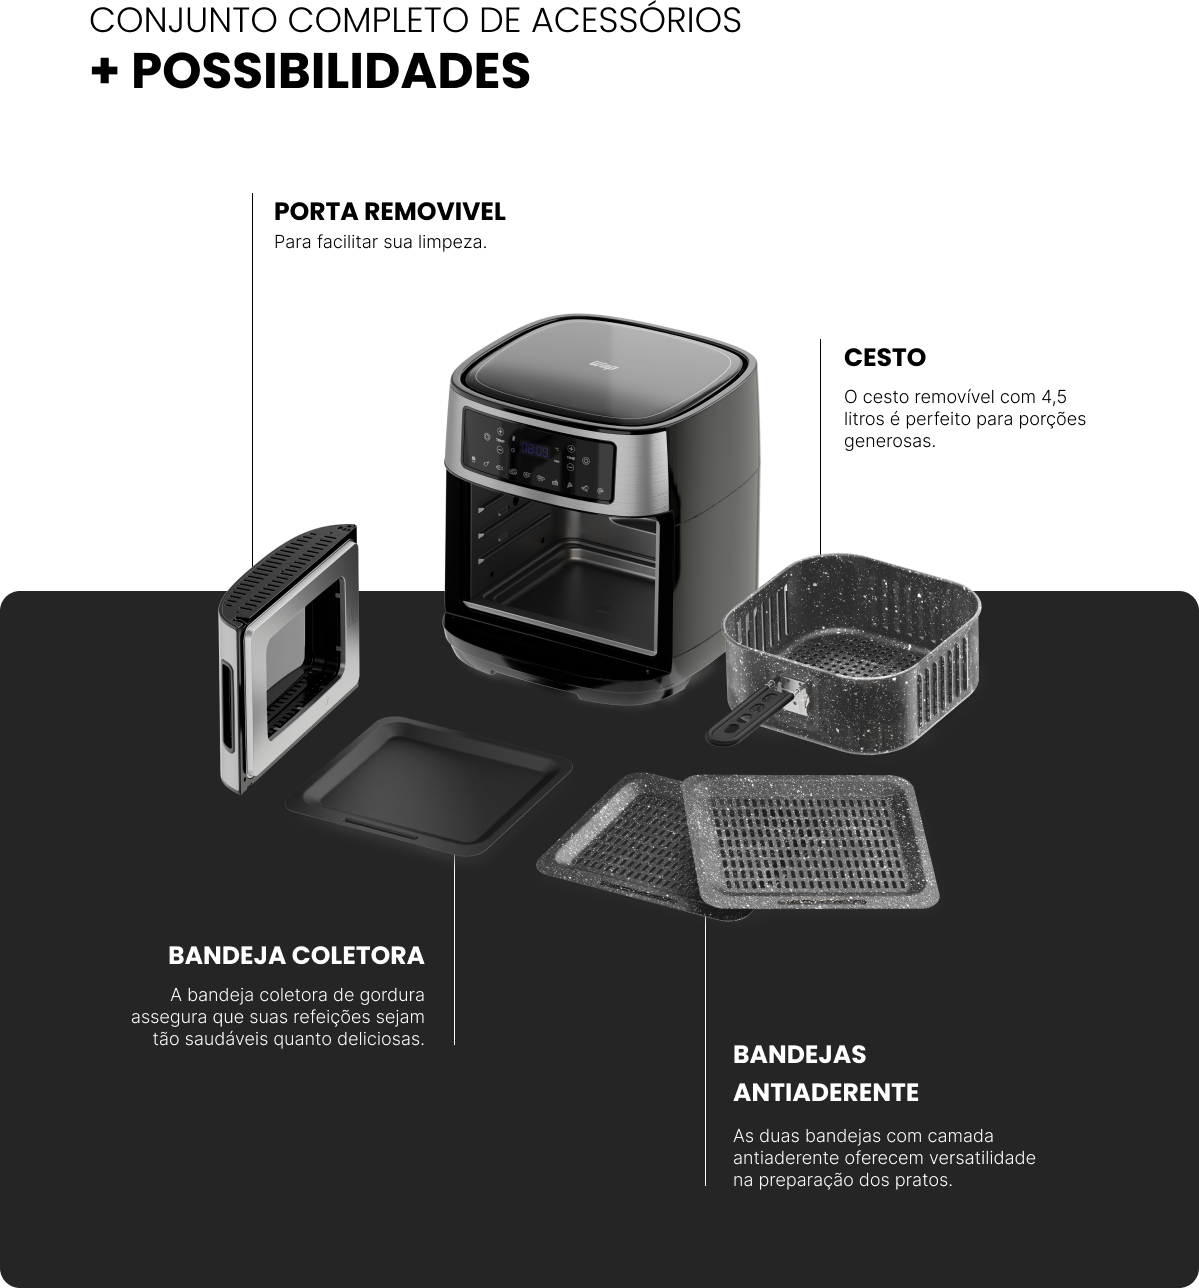 CONJUNTO COMPLETO DE ACESSÓRIOS
+ POSSIBILIDADES
PORTA REMOVIVEL
Para facilitar sua limpeza.
wap
CESTO
O cesto removível com 4,5
litros é perfeito para porções
generosas.
BANDEJA COLETORA
A bandeja coletora de gordura
assegura que suas refeições sejam
tão saudáveis quanto deliciosas.
BANDEJAS
ANTIADERENTE
As duas bandejas com camada
antiaderente oferecem versatilidade
na preparação dos pratos.